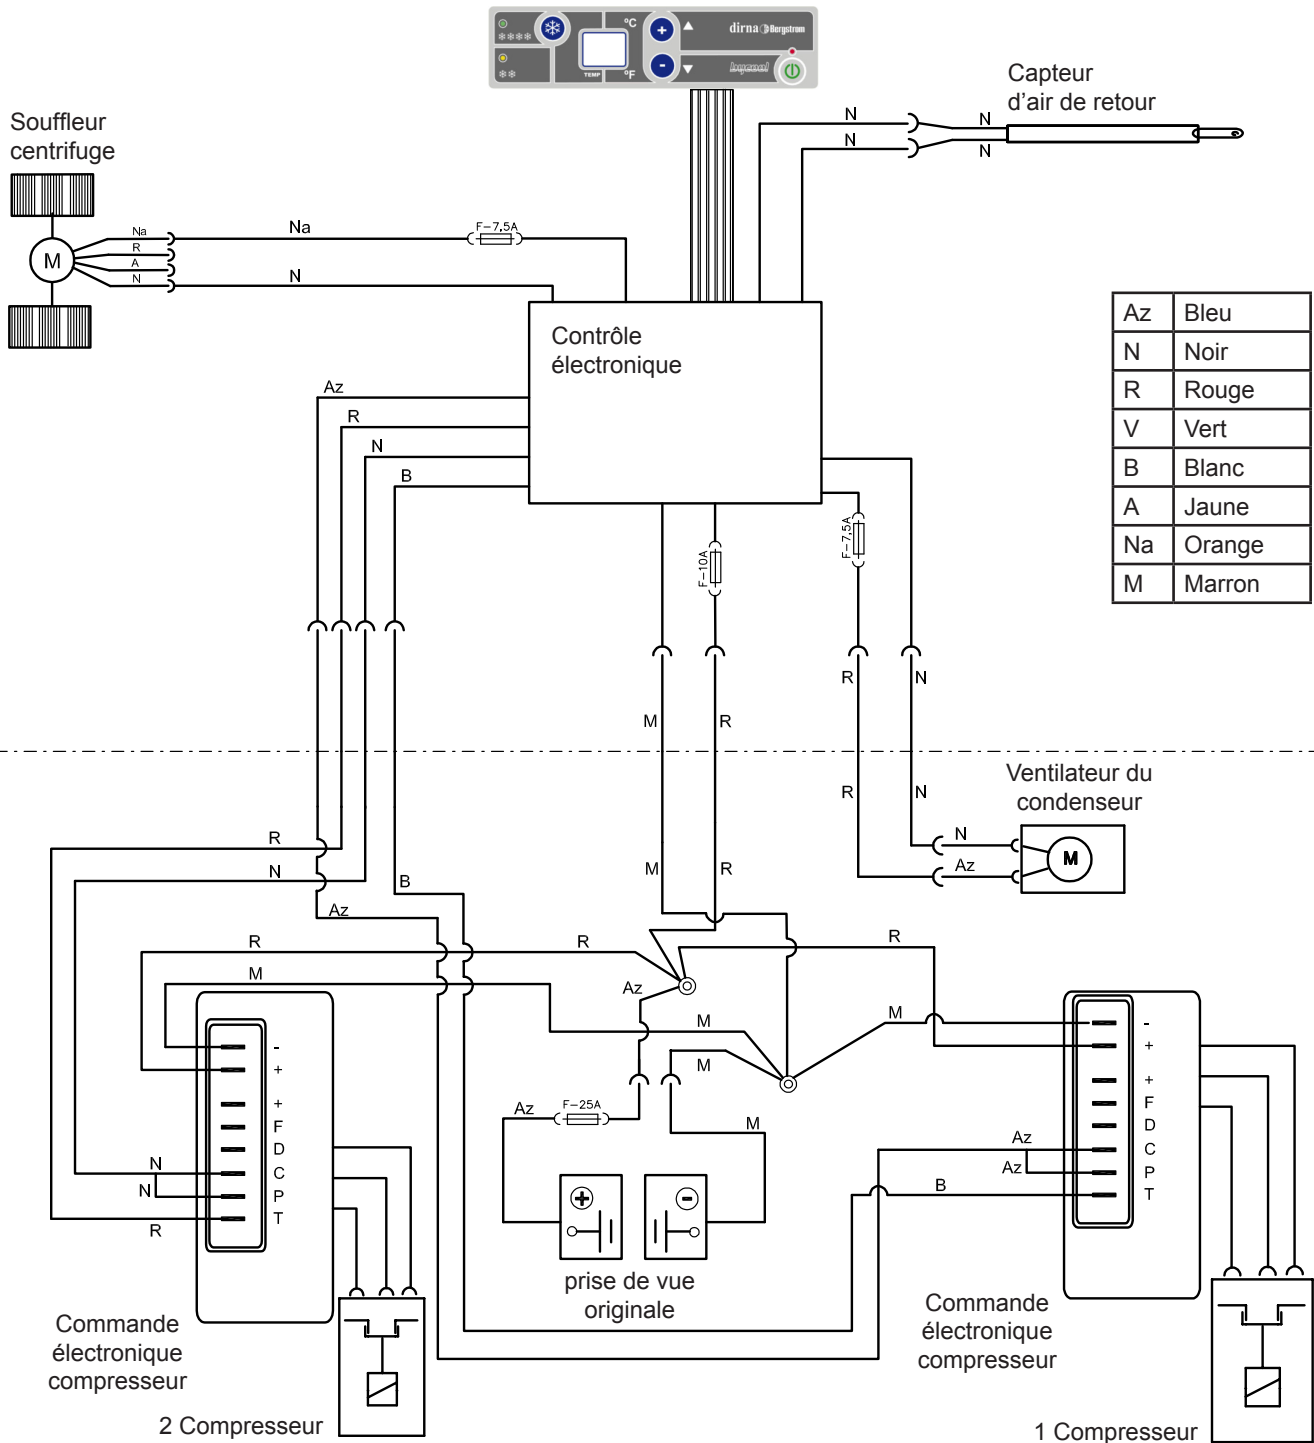 °C
dirna Bergstrom
TEMP
°F
bycool
Capteur
d'air de retour
N
N
N
N
Souffleur
centrifuge
M
Na
R
A
N
Na
F-7,5A
N
Contrôle
électronique
Az Bleu
N Noir
R Rouge
V Vert
B Blanc
A Jaune
Na Orange
M Marron
Az
R
N
B
F-10A
F-7,5A
R
N
M
R
Ventilateur du
condenseur
R
N
N
Az
M
R
N
B
Az
M
R
R
R
R
M
Az
M
M
M
-
+
+
F
D
C
P
T
N
N
R
Az
F-25A
M
+
-
prise de vue
originale
-
+
+
F
D
C
P
T
Az
Az
B
Commande
électronique
compresseur
2 Compresseur
Commande
électronique
compresseur
1 Compresseur